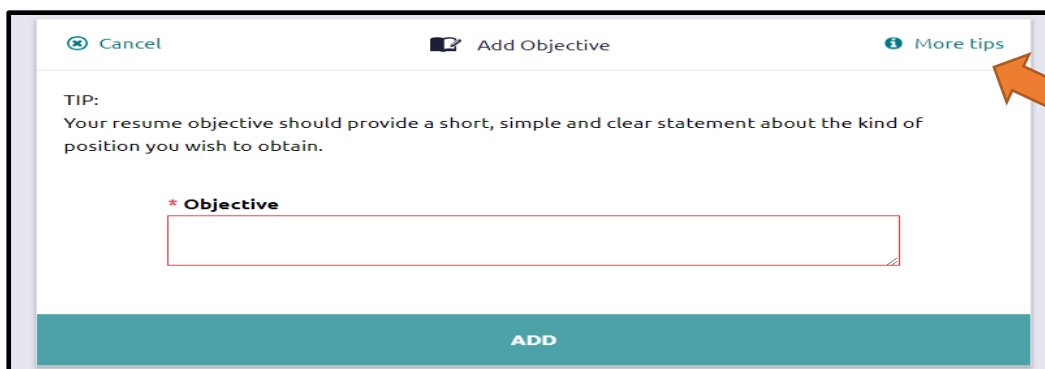 Cancel
Add Objective
More tips
TIP:
Your resume objective should provide a short, simple and clear statement about the kind of
position you wish to obtain.
* Objective
ADD